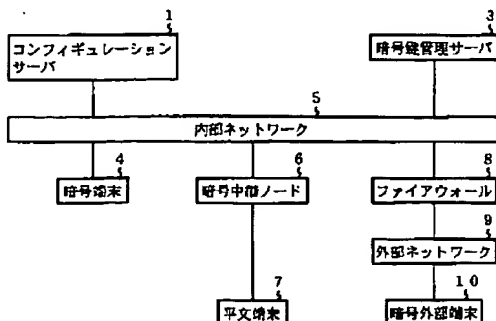 1
コンフィギュレーション
サーバ
3
暗号鍵管理サーバ
5
内部ネットワーク
4
暗号端末
6
暗号中継ノード
8
ファイアウォール
9
外部ネットワーク
7
平文端末
10
暗号外部端末